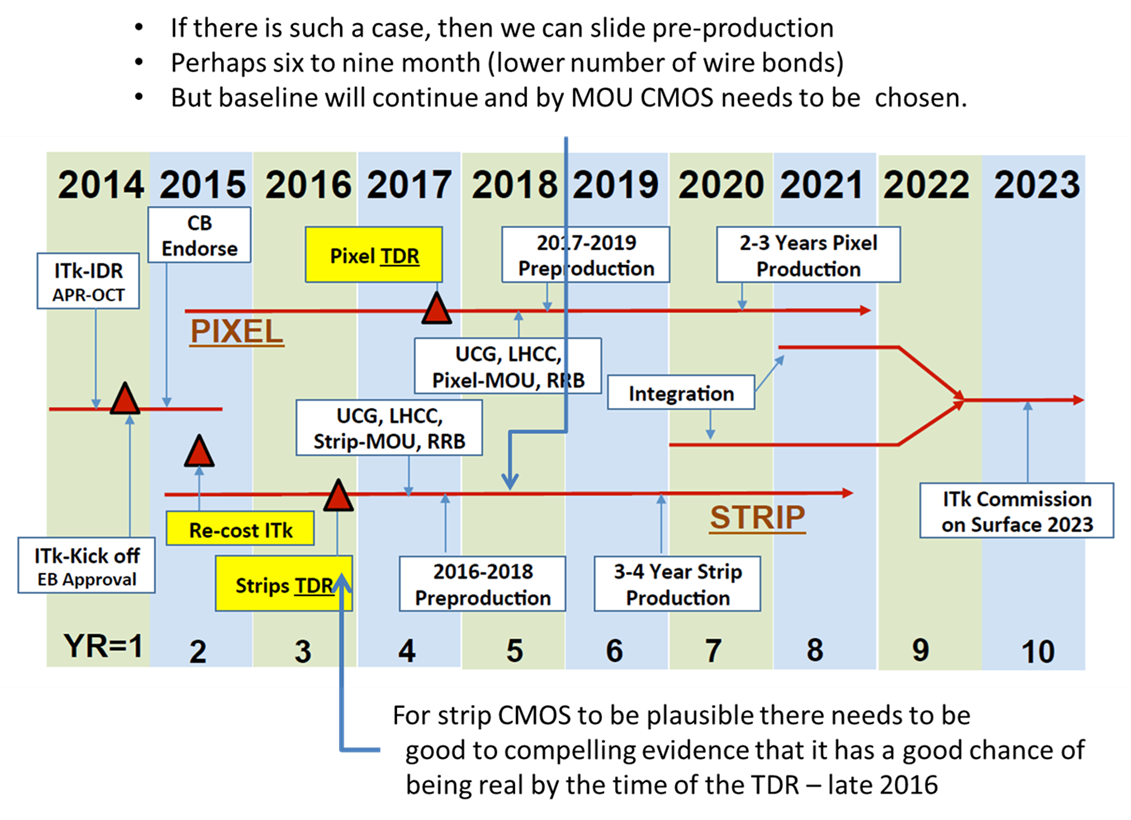 • If there is such a case, then we can slide pre-production
• Perhaps six to nine month (lower number of wire bonds)
• But baseline will continue and by MOU CMOS needs to be chosen.
2014 2015 2016 2017 2018 2019 2020 2021 2022 2023
CB
Endorse
ITk-IDR
APR-OCT
Pixel TDR
2017-2019
Preproduction
2-3 Years Pixel
Production
PIXEL
UCG, LHCC,
Pixel-MOU, RRB
Integration
UCG, LHCC,
Strip-MOU, RRB
STRIP
ITk Commission
on Surface 2023
Re-cost ITk
ITk-Kick off
EB Approval
Strips TDR
2016-2018
Preproduction
3-4 Year Strip
Production
YR=1 2 3 4 5 6 7 8 9 10
For strip CMOS to be plausible there needs to be
good to compelling evidence that it has a good chance of
being real by the time of the TDR – late 2016